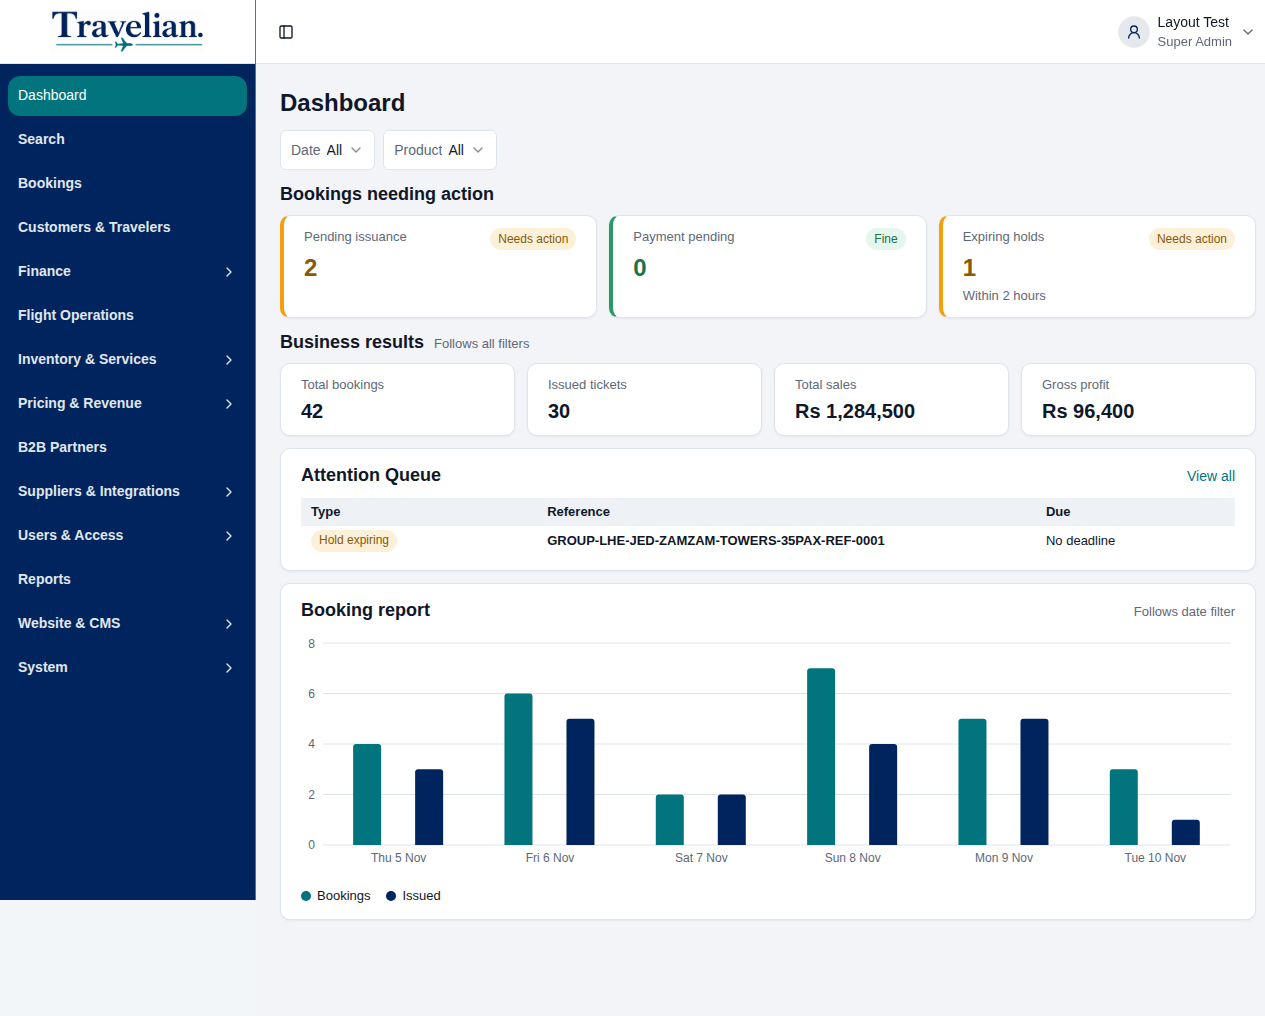 Travelian.
Layout Test
Super Admin
Dashboard
Search
Bookings
Customers & Travelers
Finance
Flight Operations
Inventory & Services
Pricing & Revenue
B2B Partners
Suppliers & Integrations
Users & Access
Reports
Website & CMS
System
Dashboard
Date All Product All
Bookings needing action
Pending issuance Needs action
2
Payment pending Fine
0
Expiring holds Needs action
1
Within 2 hours
Business results Follows all filters
Total bookings
42
Issued tickets
30
Total sales
Rs 1,284,500
Gross profit
Rs 96,400
Attention Queue View all
Type Reference Due
Hold expiring GROUP-LHE-JED-ZAMZAM-TOWERS-35PAX-REF-0001 No deadline
Booking report Follows date filter
8
6
4
2
0
Thu 5 Nov Fri 6 Nov Sat 7 Nov Sun 8 Nov Mon 9 Nov Tue 10 Nov
Bookings Issued